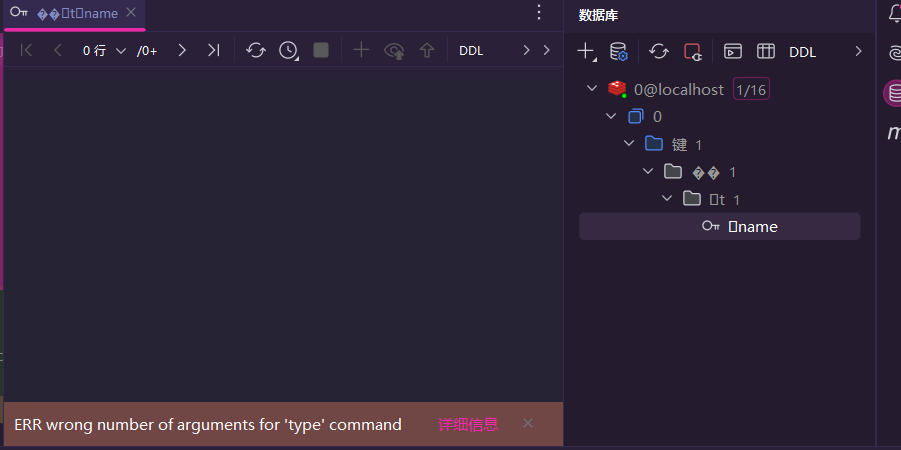 ��▯t▯name
数据库
0 行
/0+
DDL
DDL
0@localhost 1/16
0
键 1
�� 1
▯t 1
▯name
ERR wrong number of arguments for 'type' command 详细信息